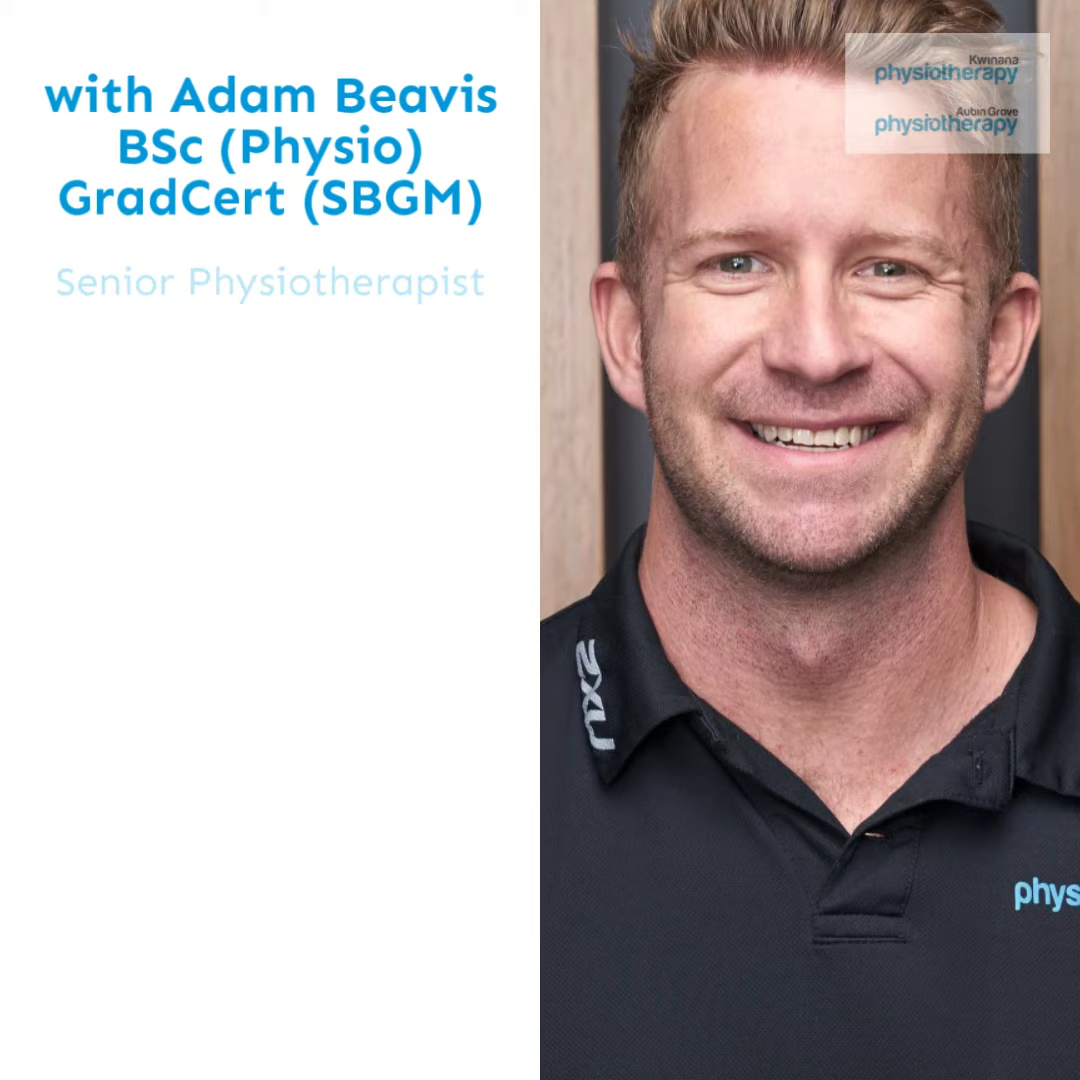 with Adam Beavis
BSc (Physio)
GradCert (SBGM)
Senior Physiotherapist
Kwinana
physiotherapy
Aubin Grove
physiotherapy
2XU
phys